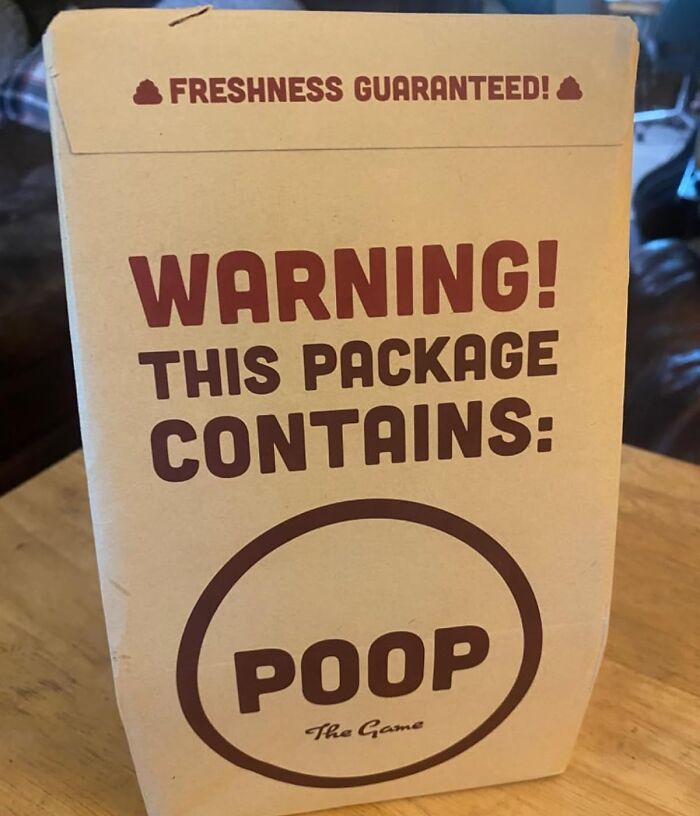 FRESHNESS GUARANTEED!
WARNING!
THIS PACKAGE
CONTAINS:
POOP
The Game